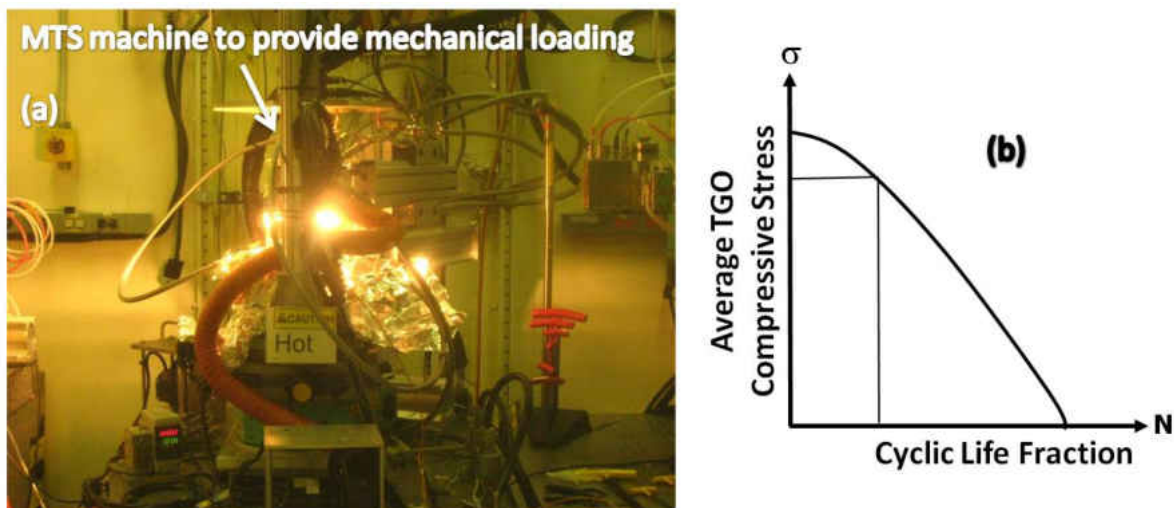 MTS machine to provide mechanical loading
(a)
⚠CAUTION
Hot
σ
(b)
Average TGO
Compressive Stress
N
Cyclic Life Fraction